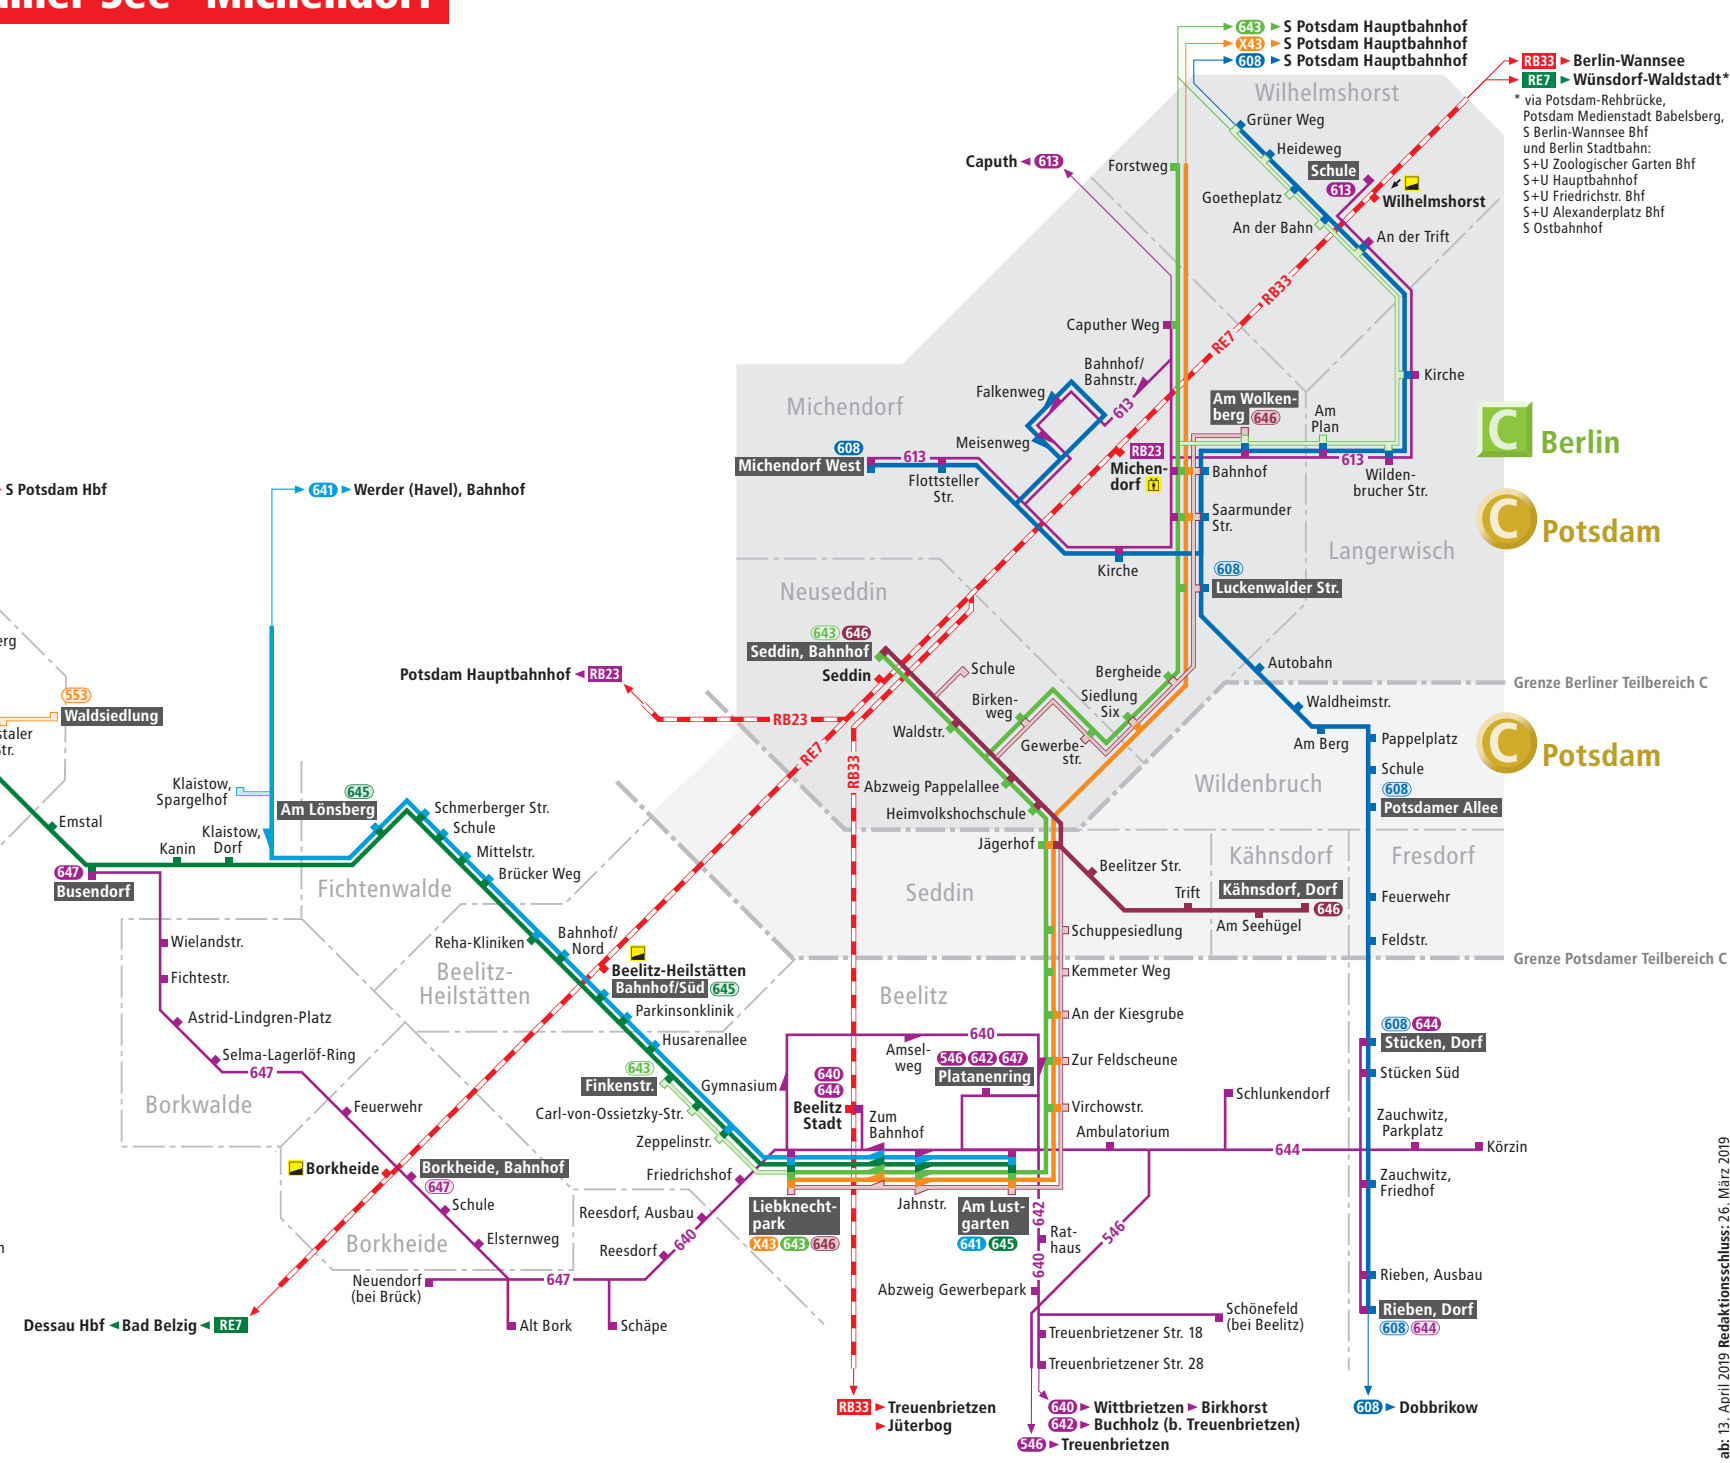 643 S Potsdam Hauptbahnhof
X43 S Potsdam Hauptbahnhof
608 S Potsdam Hauptbahnhof
RB33 Berlin-Wannsee
RE7 Wünsdorf-Waldstadt*
* via Potsdam-Rehbrücke,
Potsdam Medienstadt Babelsberg,
S Berlin-Wannsee Bhf
und Berlin Stadtbahn:
S+U Zoologischer Garten Bhf
S+U Hauptbahnhof
S+U Friedrichstr. Bhf
S+U Alexanderplatz Bhf
S Ostbahnhof
Wilhelmshorst
Grüner Weg
Heideweg
Caputh 613
Forstweg
Schule
613
Goetheplatz
Wilhelmshorst
An der Bahn
An der Trift
RB33
RE7
Caputher Weg
Bahnhof/
Bahnstr.
Kirche
Falkenweg
613
Michendorf
Am Wolken-
berg 646
Am
Plan
Meisenweg
C Berlin
608
Michendorf West
613
RB23
Michen-
dorf
Bahnhof
613
Wilden-
brucher Str.
Flottsteller
Str.
S Potsdam Hbf
641 Werder (Havel), Bahnhof
Saarmunder
Str.
C Potsdam
Langerwisch
Kirche
608
Luckenwalder Str.
Neuseddin
643 646
Seddin, Bahnhof
Seddin
Potsdam Hauptbahnhof RB23
Schule
Bergheide
Autobahn
Grenze Berliner Teilbereich C
erg
553
Waldsiedlung
staler
Str.
Birken-
weg
Siedlung
Six
Waldheimstr.
RB23
Waldstr.
Gewerbe-
str.
Am Berg
Pappelplatz
C Potsdam
RE7
RB33
Schule
Wildenbruch
608
Potsdamer Allee
Klaistow,
Spargelhof
645
Am Lönsberg
Abzweig Pappelallee
Heimvolkshochschule
Schmerberger Str.
Emstal
Klaistow,
Dorf
Schule
Kanin
Mittelstr.
Jägerhof
Kähnsdorf
Fresdorf
647
Busendorf
Brücker Weg
Beelitzer Str.
Fichtenwalde
Seddin
Trift
Kähnsdorf, Dorf
646
Feuerwehr
Am Seehügel
Wielandstr.
Reha-Kliniken
Bahnhof/
Nord
Schuppesiedlung
Feldstr.
Grenze Potsdamer Teilbereich C
Fichtestr.
Beelitz-
Heilstätten
Beelitz-Heilstätten
Bahnhof/Süd 645
Kemmeter Weg
Beelitz
Astrid-Lindgren-Platz
Parkinsonklinik
An der Kiesgrube
608 644
Stücken, Dorf
Husarenallee
640
Selma-Lagerlöf-Ring
647
Amsel-
weg
546 642 647
Platanenring
Zur Feldscheune
Stücken Süd
643
Finkenstr.
Gymnasium
640
644
Beelitz
Stadt
Borkwalde
Feuerwehr
Carl-von-Ossietzky-Str.
Zum
Bahnhof
Virchowstr.
Schlunkendorf
Zauchwitz,
Parkplatz
Zeppelinstr.
Ambulatorium
644
Körzin
Borkheide
Borkheide, Bahnhof
647
Friedrichshof
Zauchwitz,
Friedhof
Schule
Reesdorf, Ausbau
Liebknecht-
park
X43 643 646
Jahnstr.
Am Lust-
garten
641 645
642
546
Borkheide
Elsternweg
Reesdorf
640
Rat-
haus
640
n
Neuendorf
(bei Brück)
647
Abzweig Gewerbepark
Rieben, Ausbau
Dessau Hbf Bad Belzig RE7
Alt Bork
Schäpe
Schönefeld
(bei Beelitz)
Rieben, Dorf
608 644
Treuenbrietzener Str. 18
Treuenbrietzener Str. 28
RB33 Treuenbrietzen
Jüterbog
640 Wittbrietzen Birkhorst
642 Buchholz (b. Treuenbrietzen)
546 Treuenbrietzen
608 Dobbrikow
ab: 13. April 2019 Redaktionsschluss: 26. März 2019